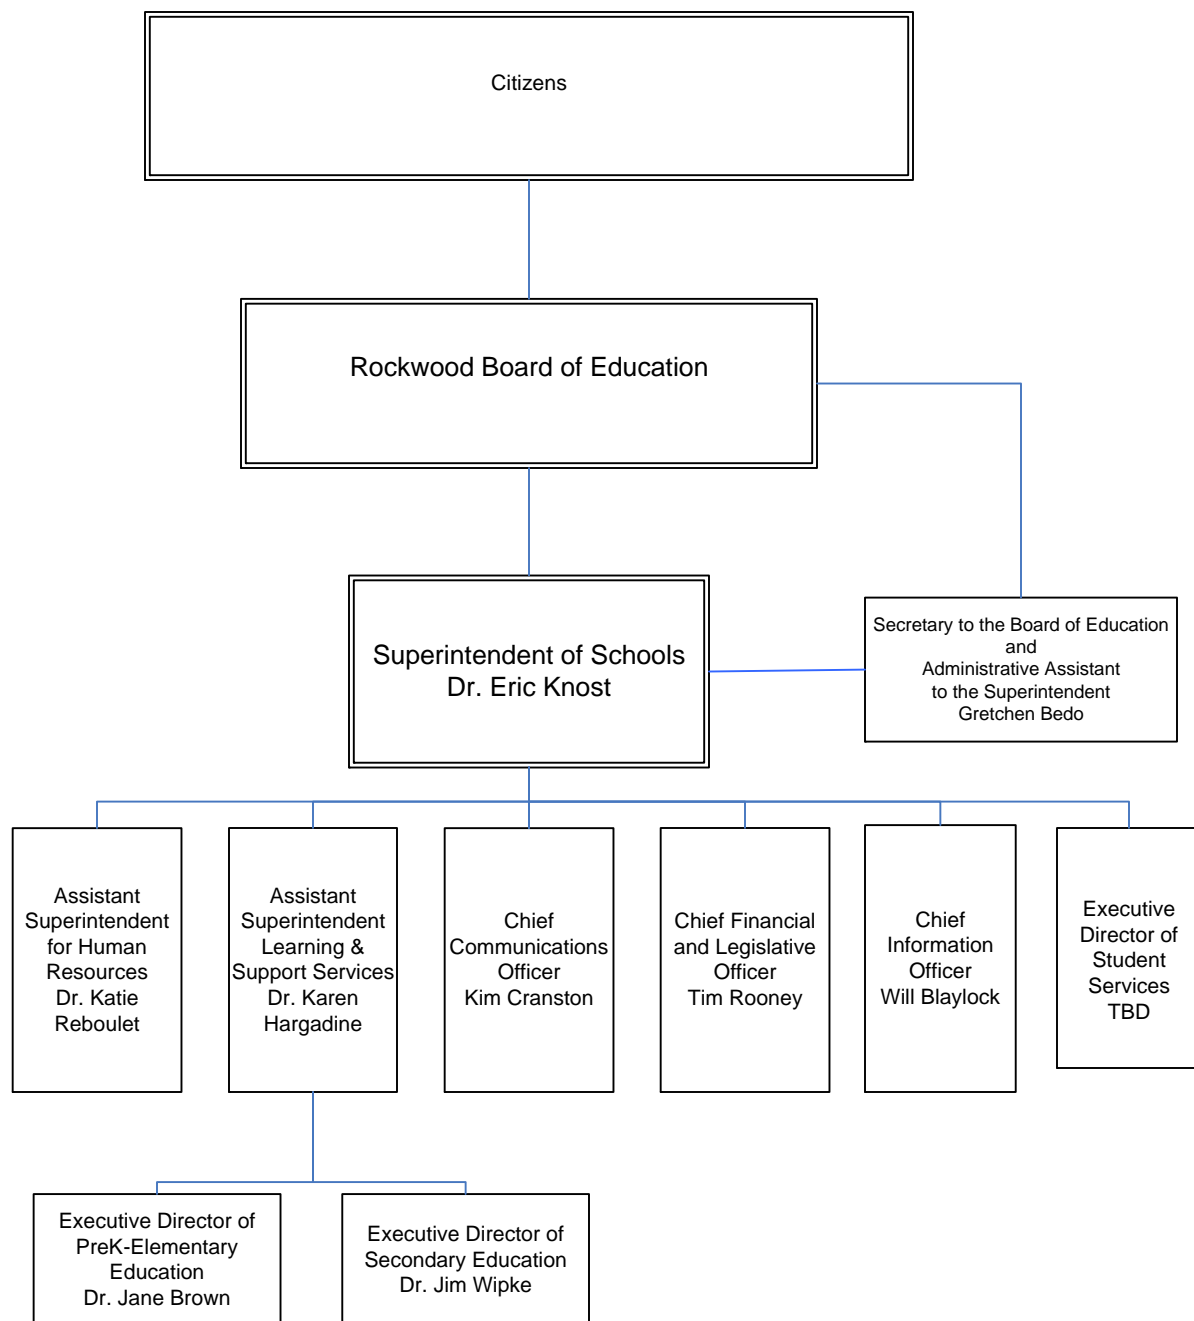 Citizens
Rockwood Board of Education
Superintendent of Schools
Dr. Eric Knost
Secretary to the Board of Education
and
Administrative Assistant
to the Superintendent
Gretchen Bedo
Assistant
Superintendent
for Human
Resources
Dr. Katie
Reboulet
Assistant
Superintendent
Learning &
Support Services
Dr. Karen
Hargadine
Chief
Communications
Officer
Kim Cranston
Chief Financial
and Legislative
Officer
Tim Rooney
Chief
Information
Officer
Will Blaylock
Executive
Director of
Student
Services
TBD
Executive Director of
PreK-Elementary
Education
Dr. Jane Brown
Executive Director of
Secondary Education
Dr. Jim Wipke